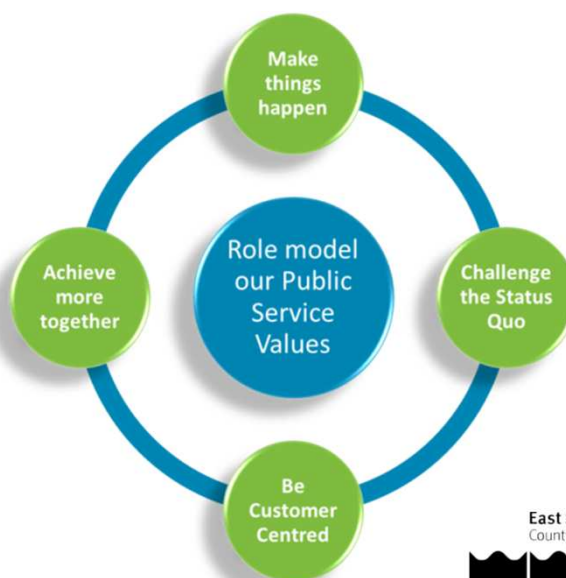 Make
things
happen
Achieve
more
together
Role model
our Public
Service
Values
Challenge
the Status
Quo
Be
Customer
Centred
East